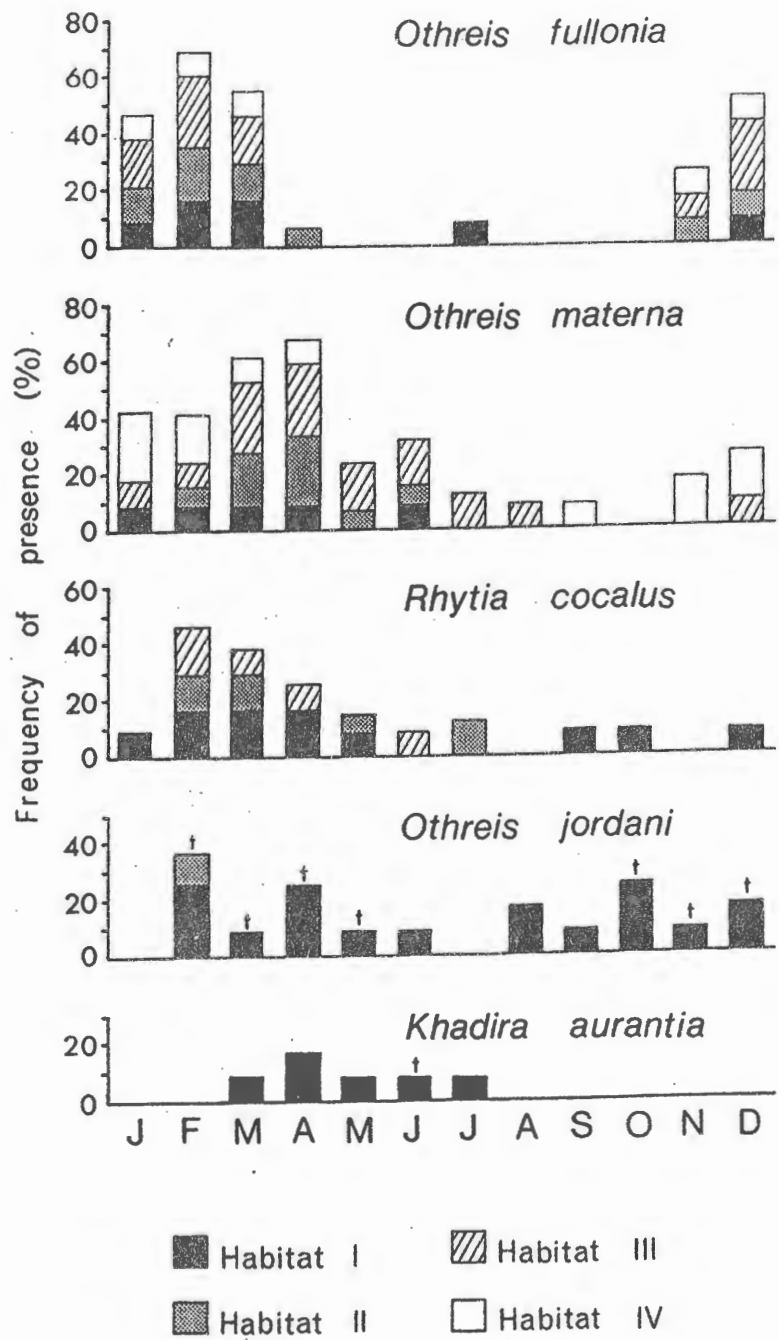 Frequency of presence (%)
Othreis fullonia
80
60
40
20
0
Othreis materna
80
60
40
20
0
Rhytia cocalus
60
40
20
0
Othreis jordani
40
20
0
† † † † † † †
Khadira aurantia
20
0
†
J F M A M J J A S O N D
Habitat I
Habitat III
Habitat II
Habitat IV